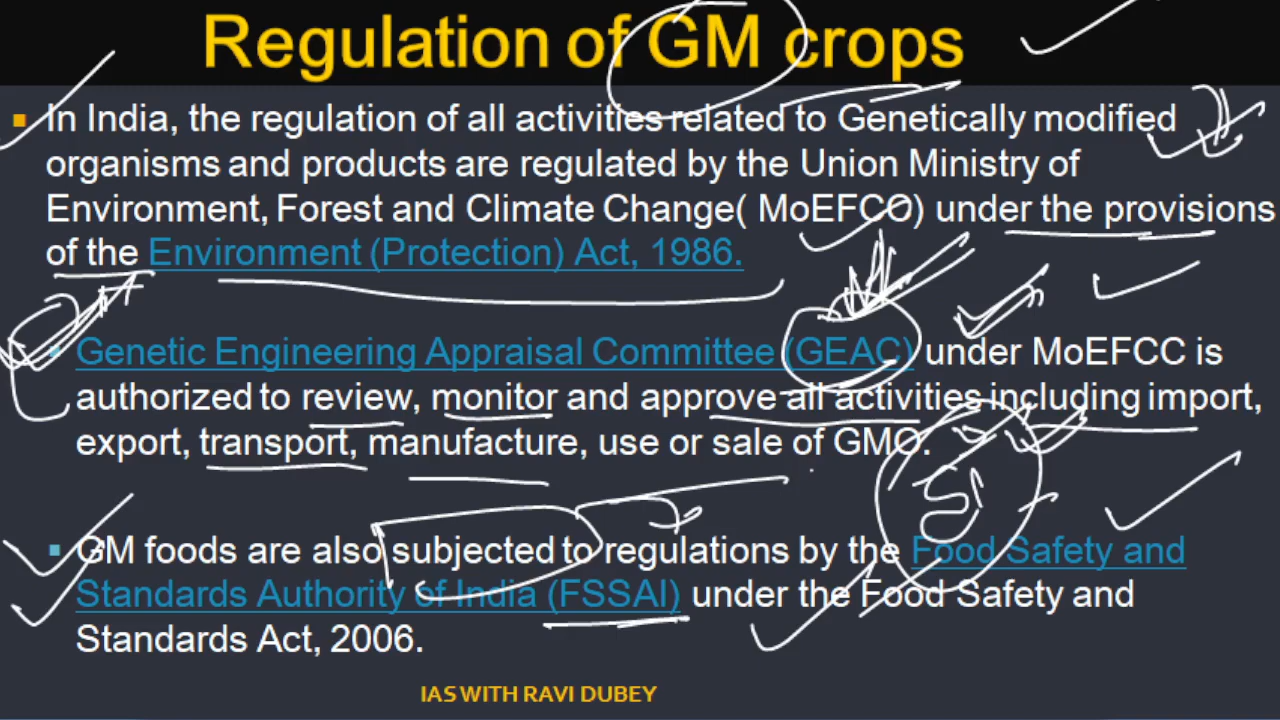 Regulation of GM crops
In India, the regulation of all activities related to Genetically modified
organisms and products are regulated by the Union Ministry of
Environment, Forest and Climate Change( MoEFCC) under the provisions
of the Environment (Protection) Act, 1986.
Genetic Engineering Appraisal Committee (GEAC) under MoEFCC is
authorized to review, monitor and approve all activities including import,
export, transport, manufacture, use or sale of GMO.
GM foods are also subjected to regulations by the Food Safety and
Standards Authority of India (FSSAI) under the Food Safety and
Standards Act, 2006.
IAS WITH RAVI DUBEY